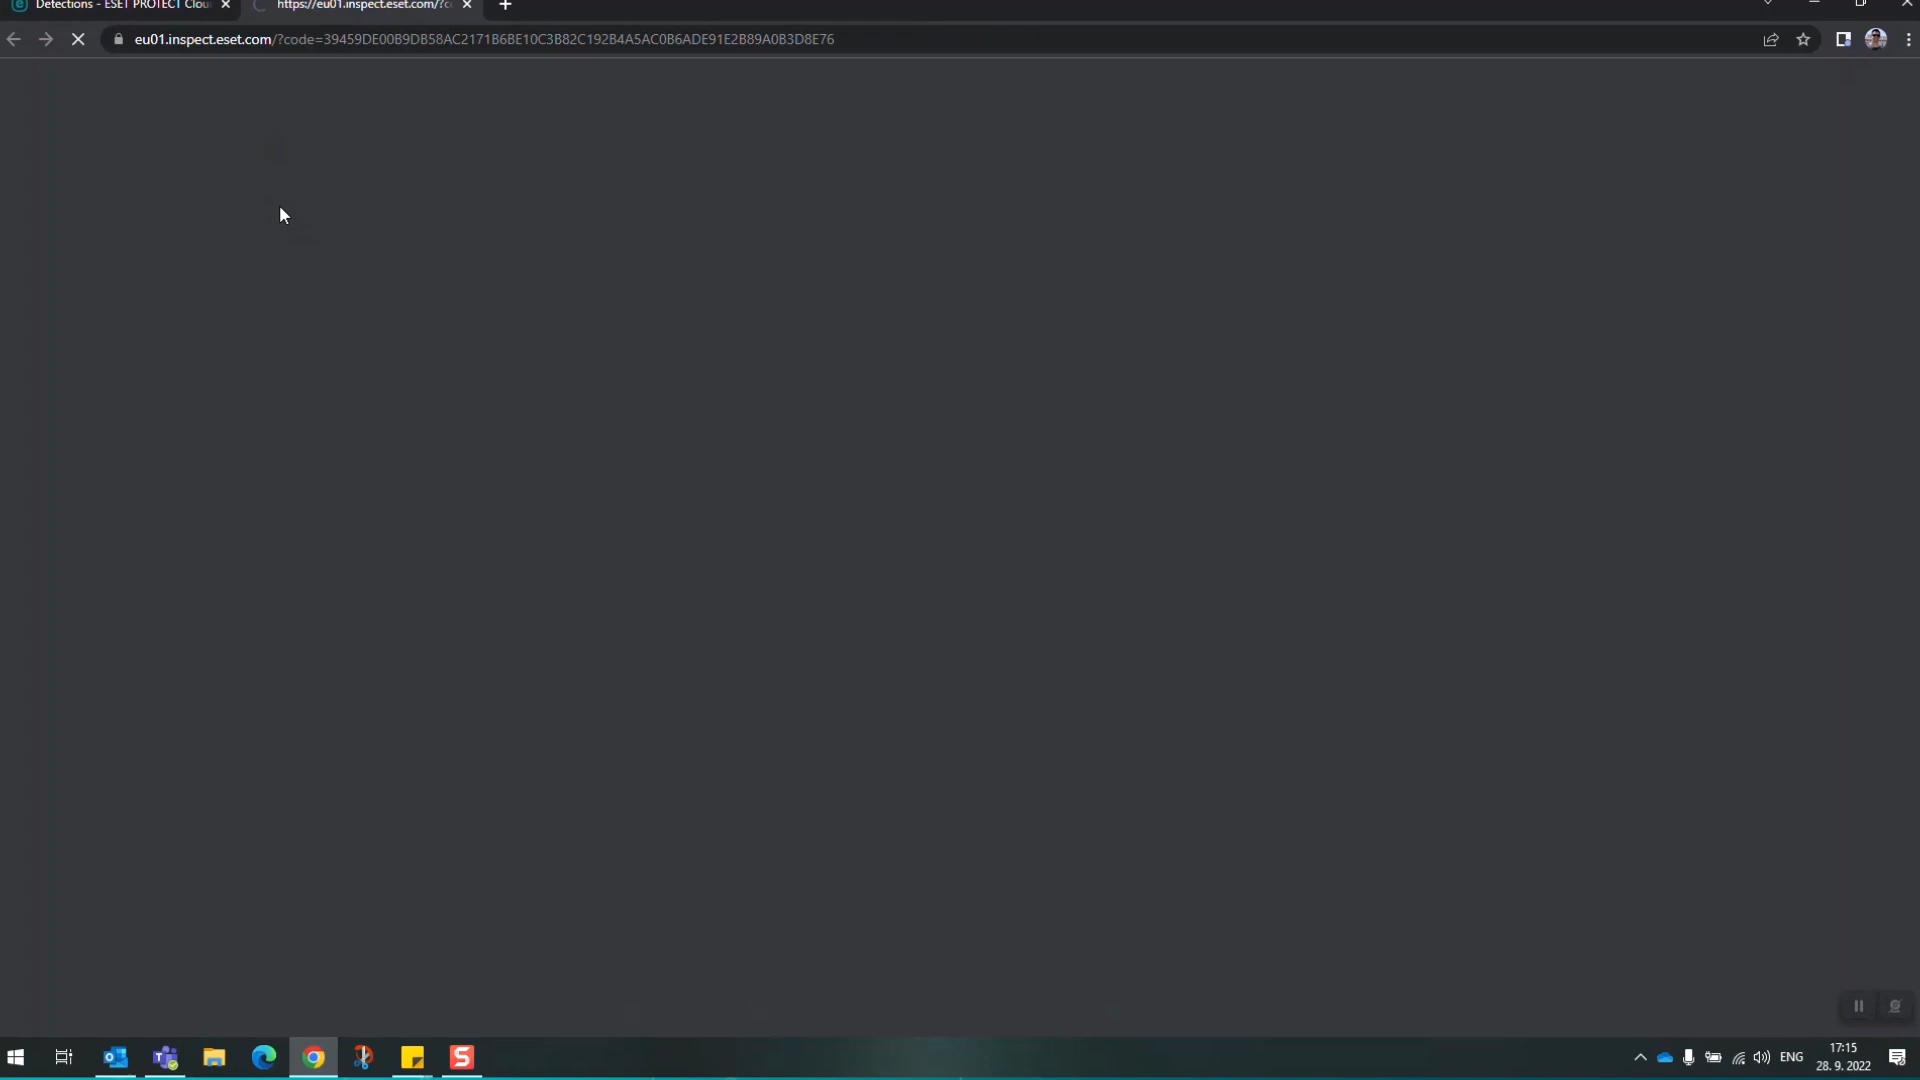 Detections - ESET PROTECT Clou
https://eu01.inspect.eset.com/?c
eu01.inspect.eset.com/?code=39459DE00B9DB58AC2171B6BE10C3B82C192B4A5AC0B6ADE91E2B89A0B3D8E76
ENG
17:15
28. 9. 2022